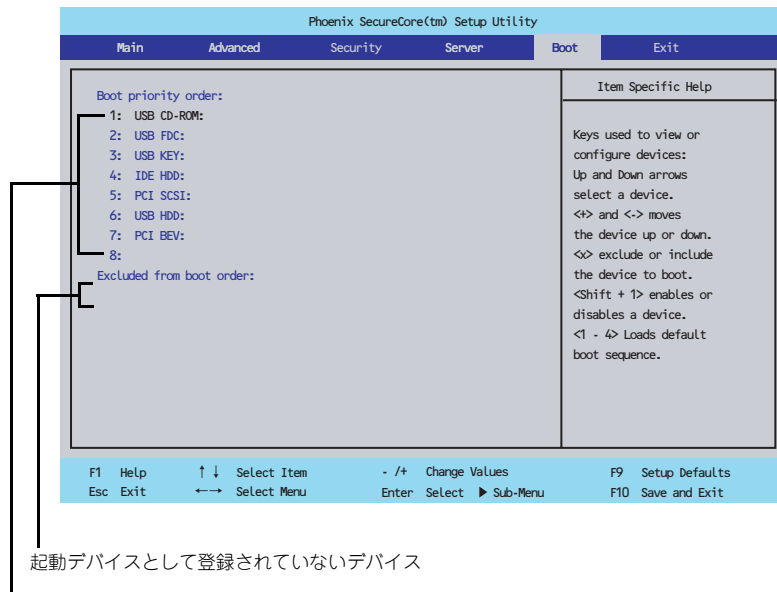 Phoenix SecureCore(tm) Setup Utility
Main Advanced Security Server Boot Exit
Boot priority order:
1: USB CD-ROM:
2: USB FDC:
3: USB KEY:
4: IDE HDD:
5: PCI SCSI:
6: USB HDD:
7: PCI BEV:
8:
Excluded from boot order:
Item Specific Help
Keys used to view or
configure devices:
Up and Down arrows
select a device.
<+> and <-> moves
the device up or down.
<x> exclude or include
the device to boot.
<Shift + 1> enables or
disables a device.
<1 - 4> Loads default
boot sequence.
F1 Help ↑↓ Select Item - /+ Change Values F9 Setup Defaults
Esc Exit ←→ Select Menu Enter Select ▶ Sub-Menu F10 Save and Exit
起動デバイスとして登録されていないデバイス